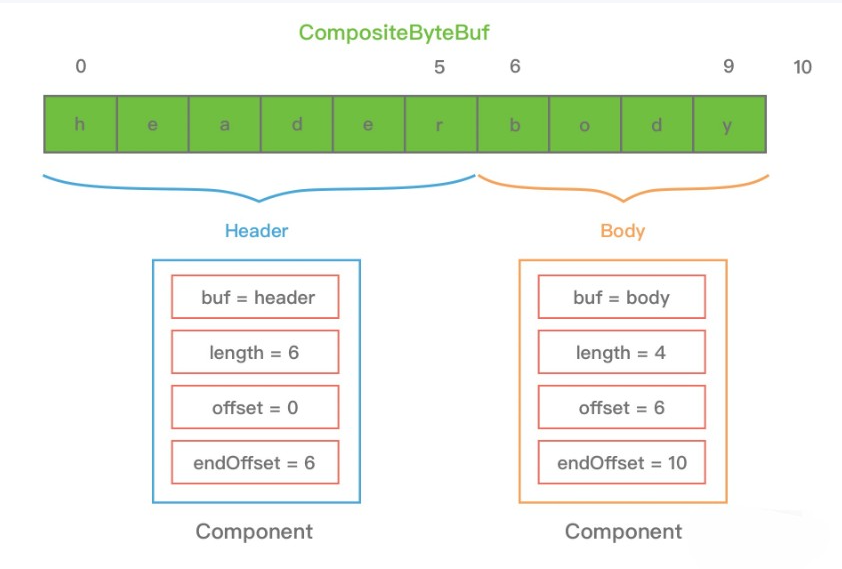 CompositeByteBuf
0 5 6 9 10
h e a d e r b o d y
Header Body
buf = header buf = body
length = 6 length = 4
offset = 0 offset = 6
endOffset = 6 endOffset = 10
Component Component